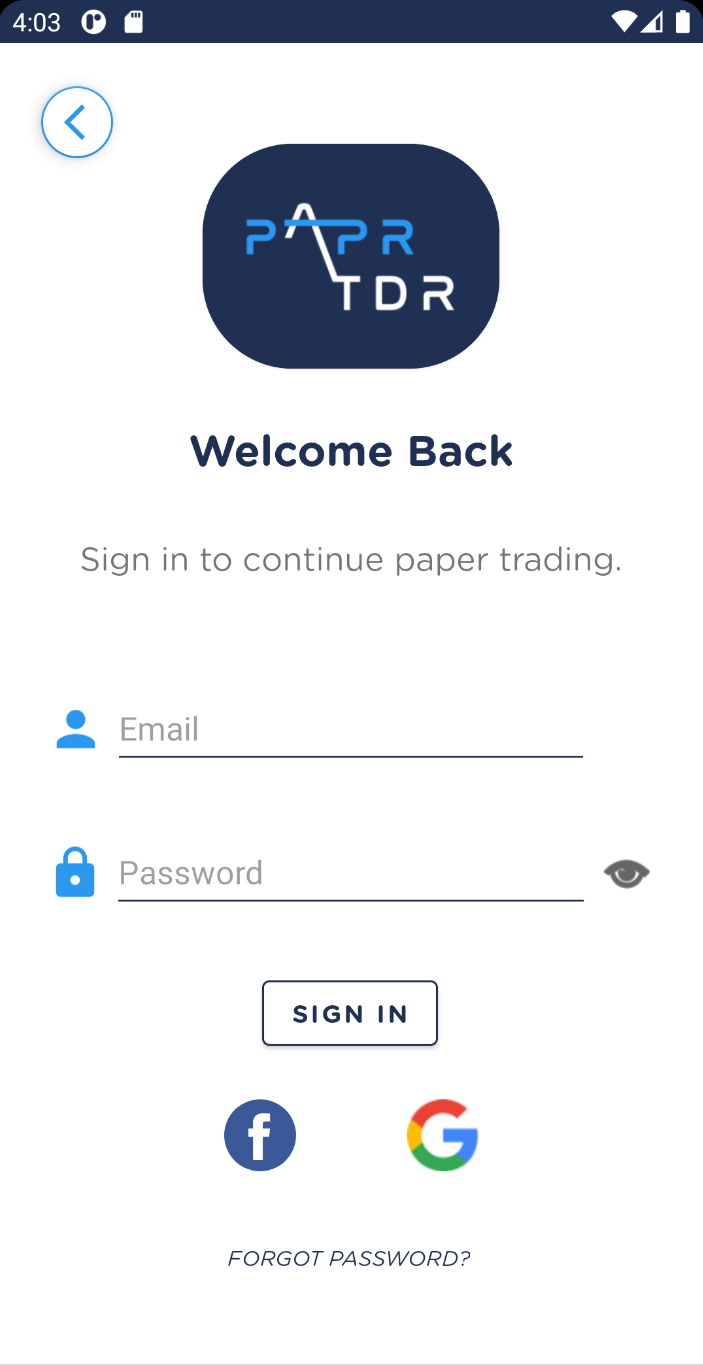 4:03
PAPR
TDR
Welcome Back
Sign in to continue paper trading.
Email
Password
SIGN IN
FORGOT PASSWORD?